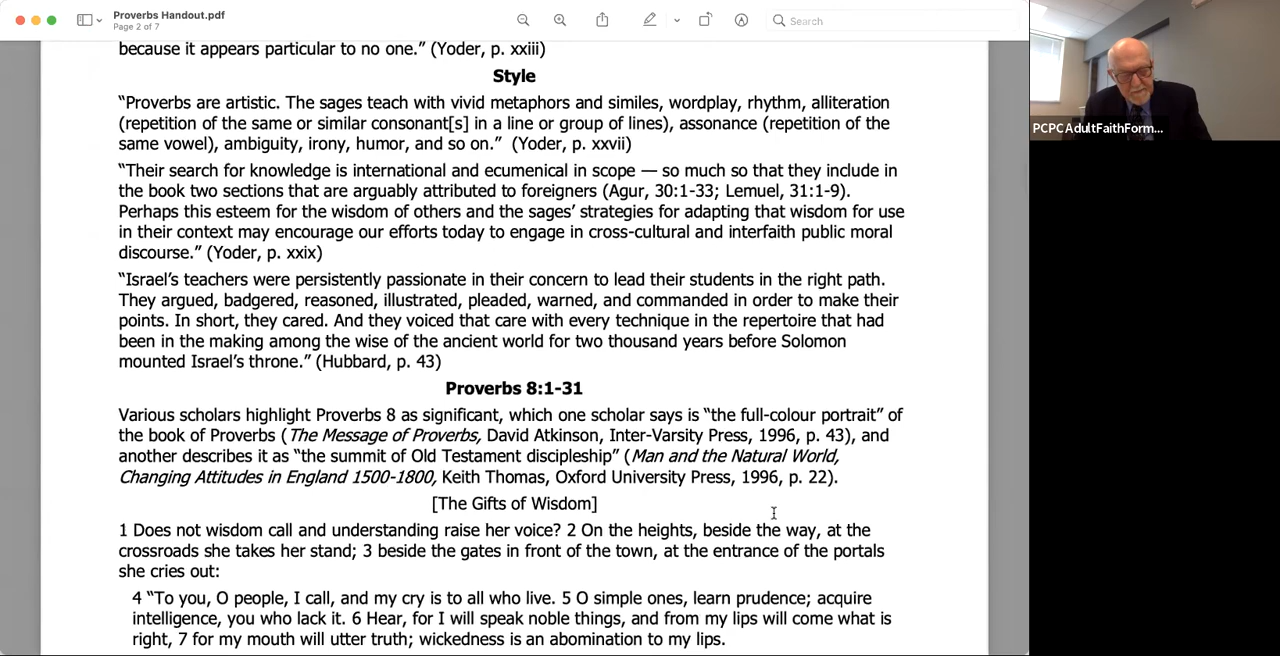 Proverbs Handout.pdf
Page 2 of 7
Search
because it appears particular to no one.” (Yoder, p. xxiii)
Style
“Proverbs are artistic. The sages teach with vivid metaphors and similes, wordplay, rhythm, alliteration
(repetition of the same or similar consonant[s] in a line or group of lines), assonance (repetition of the
same vowel), ambiguity, irony, humor, and so on.”  (Yoder, p. xxvii)
“Their search for knowledge is international and ecumenical in scope — so much so that they include in
the book two sections that are arguably attributed to foreigners (Agur, 30:1-33; Lemuel, 31:1-9).
Perhaps this esteem for the wisdom of others and the sages’ strategies for adapting that wisdom for use
in their context may encourage our efforts today to engage in cross-cultural and interfaith public moral
discourse.” (Yoder, p. xxix)
“Israel’s teachers were persistently passionate in their concern to lead their students in the right path.
They argued, badgered, reasoned, illustrated, pleaded, warned, and commanded in order to make their
points. In short, they cared. And they voiced that care with every technique in the repertoire that had
been in the making among the wise of the ancient world for two thousand years before Solomon
mounted Israel’s throne.” (Hubbard, p. 43)
Proverbs 8:1-31
Various scholars highlight Proverbs 8 as significant, which one scholar says is “the full-colour portrait” of
the book of Proverbs (The Message of Proverbs, David Atkinson, Inter-Varsity Press, 1996, p. 43), and
another describes it as “the summit of Old Testament discipleship” (Man and the Natural World,
Changing Attitudes in England 1500-1800, Keith Thomas, Oxford University Press, 1996, p. 22).
[The Gifts of Wisdom]
1 Does not wisdom call and understanding raise her voice? 2 On the heights, beside the way, at the
crossroads she takes her stand; 3 beside the gates in front of the town, at the entrance of the portals
she cries out:
4 “To you, O people, I call, and my cry is to all who live. 5 O simple ones, learn prudence; acquire
intelligence, you who lack it. 6 Hear, for I will speak noble things, and from my lips will come what is
right, 7 for my mouth will utter truth; wickedness is an abomination to my lips.
PCPC AdultFaithForm...